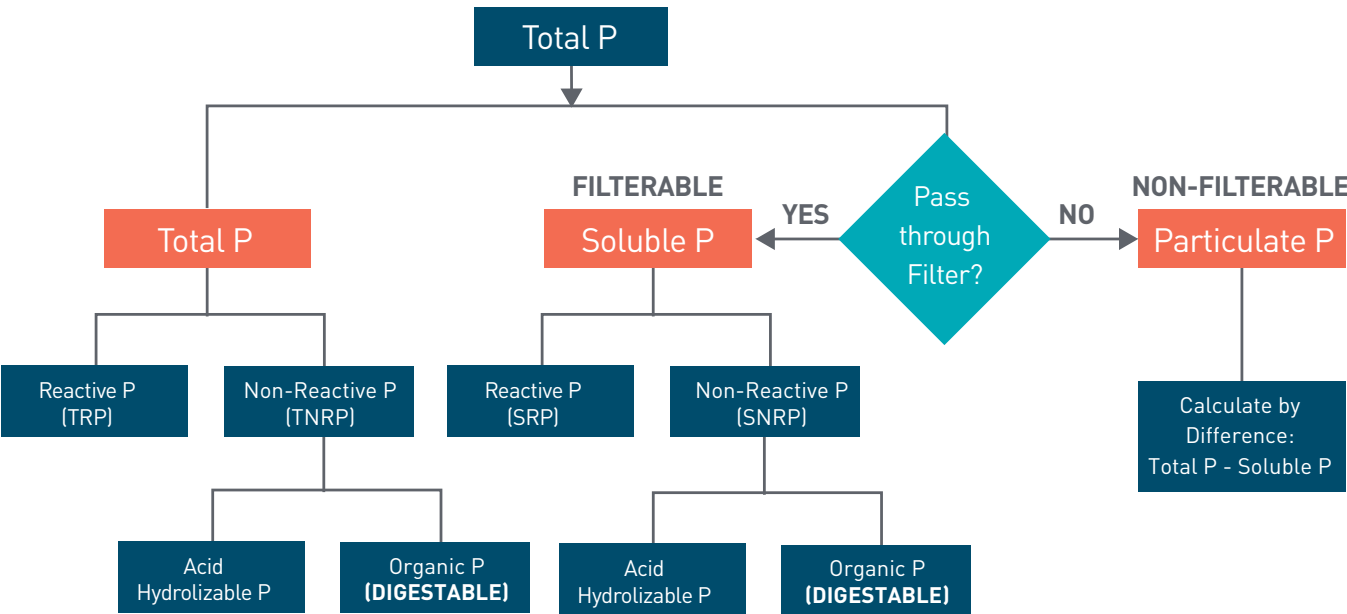 Total P
FILTERABLE
NON-FILTERABLE
YES
NO
Pass
through
Filter?
Total P
Soluble P
Particulate P
Reactive P
(TRP)
Non-Reactive P
(TNRP)
Reactive P
(SRP)
Non-Reactive P
(SNRP)
Calculate by
Difference:
Total P - Soluble P
Acid
Hydrolizable P
Organic P
(DIGESTABLE)
Acid
Hydrolizable P
Organic P
(DIGESTABLE)